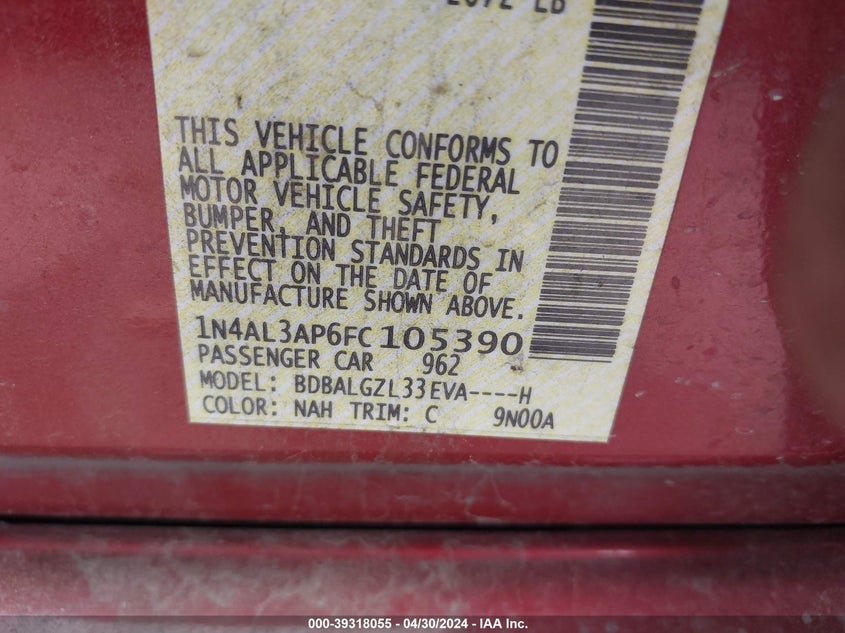 THIS VEHICLE CONFORMS TO
ALL APPLICABLE FEDERAL
MOTOR VEHICLE SAFETY,
BUMPER, AND THEFT
PREVENTION STANDARDS IN
EFFECT ON THE DATE OF
MANUFACTURE SHOWN ABOVE.
1N4AL3AP6FC105390
PASSENGER CAR 962
MODEL: BDBALGZL33EVA----H
COLOR: NAH TRIM: C 9N00A
000-39318055 - 04/30/2024 - IAA Inc.